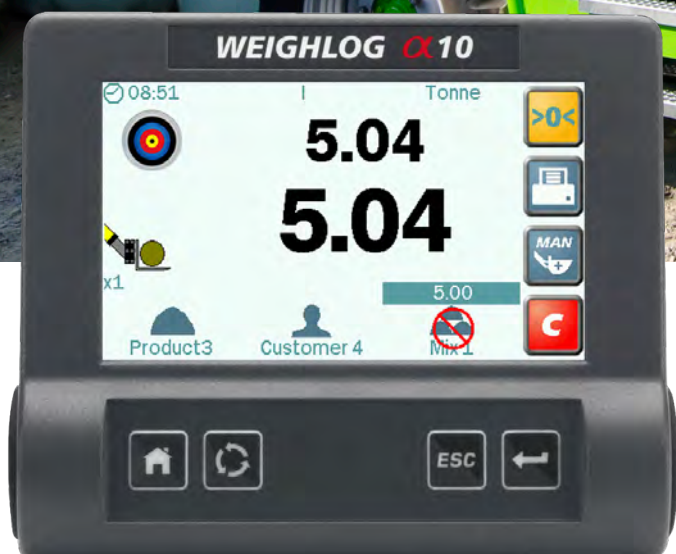 WEIGHLOG α10
08:51 I Tonne
>0<
5.04
5.04
MAN
x1
5.00
C
Product3 Customer 4 Mix 1
ESC